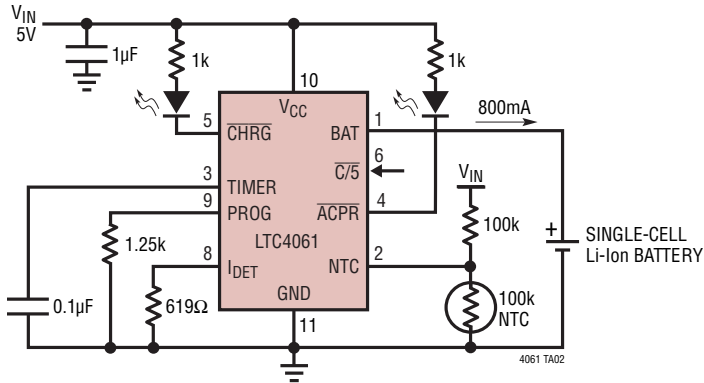 VIN
5V
1µF
1k
1k
10
VCC
800mA
5
CHRG
BAT
1
C/5
6
VIN
3
TIMER
9
PROG
ACPR
4
100k
1.25k
LTC4061
SINGLE-CELL
Li-Ion BATTERY
+
8
IDET
NTC
2
0.1µF
619Ω
GND
100k
NTC
11
4061 TA02